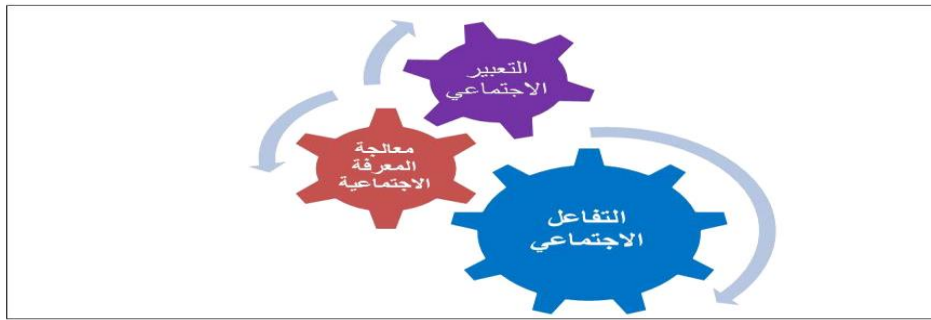 التعبير
الاجتماعي
معالجة
المعرفة
الاجتماعية
التفاعل
الاجتماعي